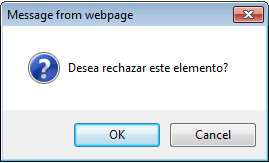 Message from webpage
Desea rechazar este elemento?
OK
Cancel